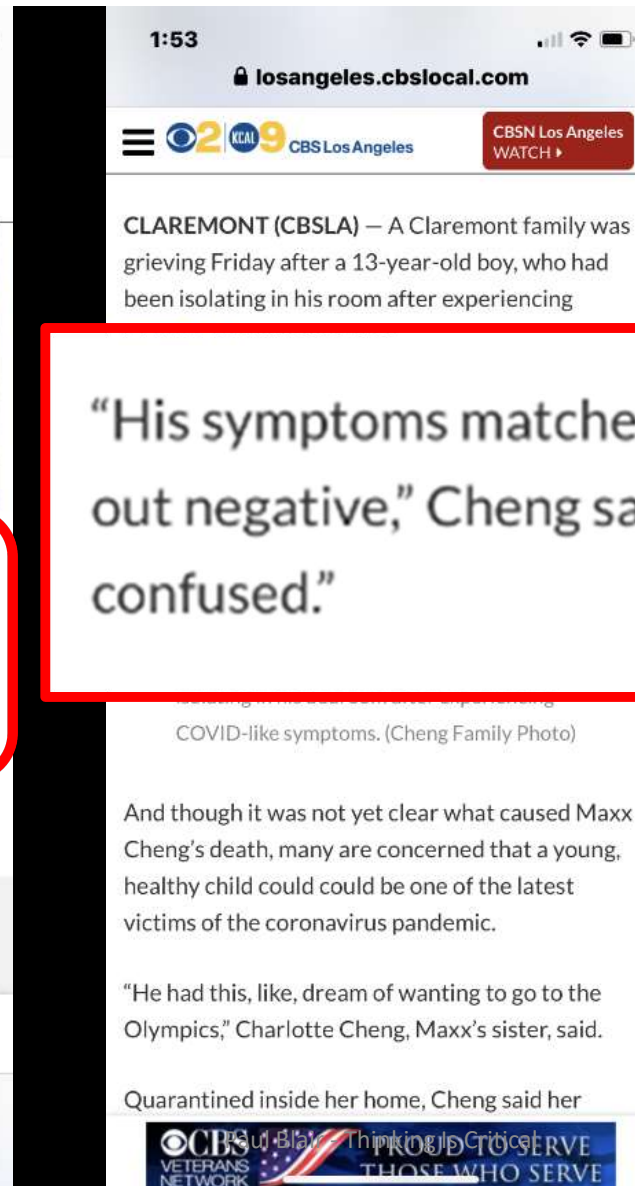 1:53
losangeles.cbslocal.com
2 KCAL 9 CBS Los Angeles
CBSN Los Angeles
WATCH
CLAREMONT (CBSLA) — A Claremont family was
grieving Friday after a 13-year-old boy, who had
been isolating in his room after experiencing
“His symptoms matche
out negative,” Cheng sa
confused.”
COVID-like symptoms. (Cheng Family Photo)
And though it was not yet clear what caused Maxx
Cheng’s death, many are concerned that a young,
healthy child could could be one of the latest
victims of the coronavirus pandemic.
“He had this, like, dream of wanting to go to the
Olympics,” Charlotte Cheng, Maxx’s sister, said.
Quarantined inside her home, Cheng said her
CBS
VETERANS
NETWORK
PROUD TO SERVE
THOSE WHO SERVE
Paul Blair - Thinking Is Critical